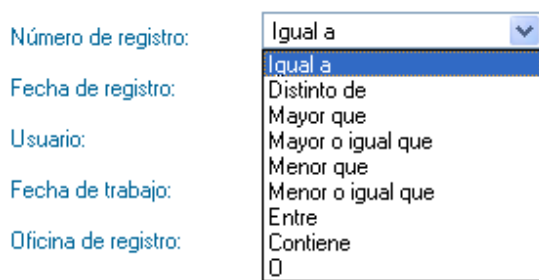 Número de registro:
Igual a
Igual a
Fecha de registro:
Distinto de
Mayor que
Usuario:
Mayor o igual que
Menor que
Fecha de trabajo:
Menor o igual que
Entre
Oficina de registro:
Contiene
O